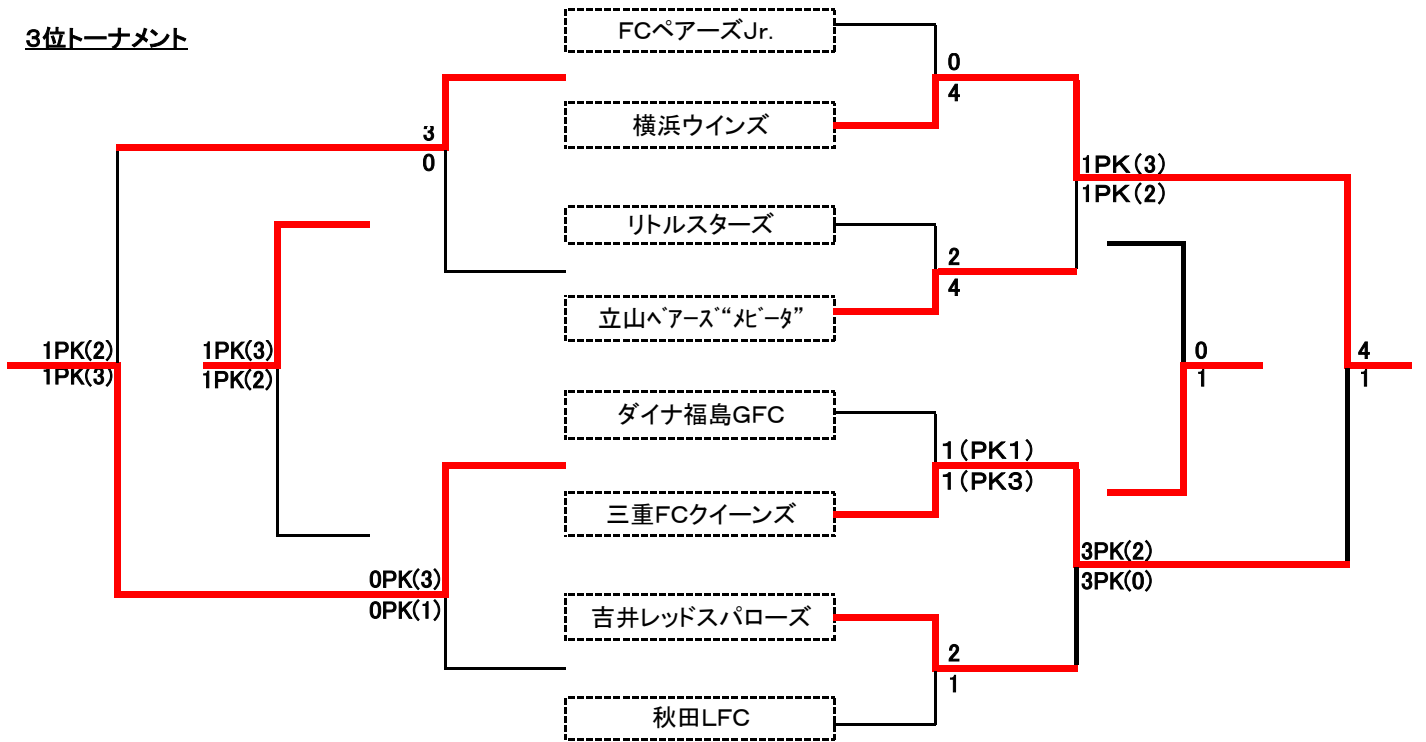 3位トーナメント
FCペアーズJr.
0
4
横浜ウインズ
3
0
1PK(3)
1PK(2)
リトルスターズ
2
4
立山ベアーズ“メビータ”
1PK(2)
1PK(3)
1PK(3)
1PK(2)
0
1
4
1
ダイナ福島GFC
1(PK1)
1(PK3)
三重FCクイーンズ
3PK(2)
3PK(0)
0PK(3)
0PK(1)
吉井レッドスパローズ
2
1
秋田LFC